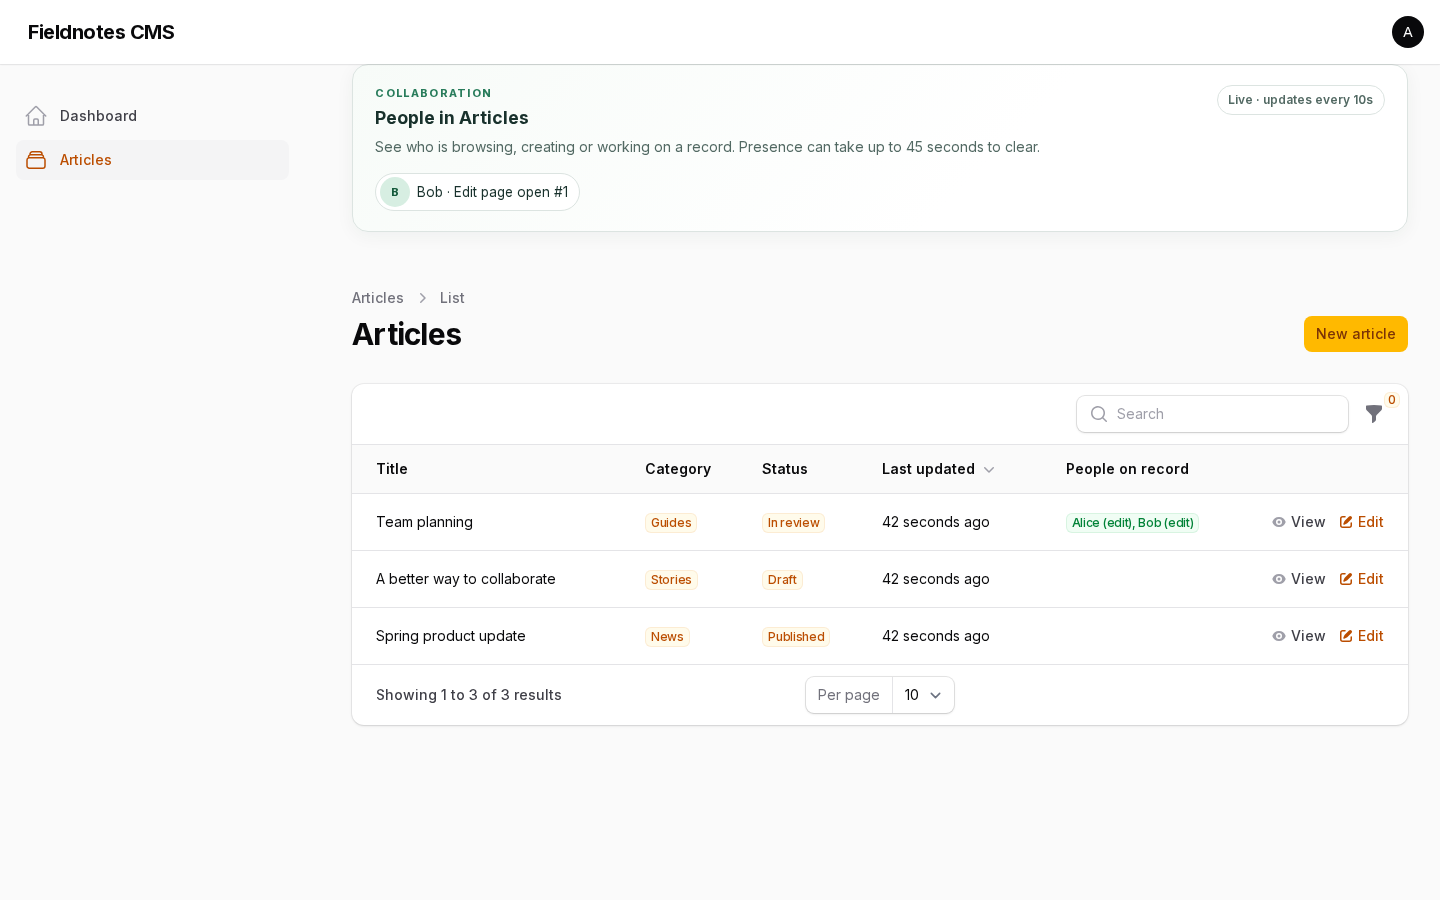 Fieldnotes CMS
A
Dashboard
Articles
COLLABORATION
People in Articles
Live · updates every 10s
See who is browsing, creating or working on a record. Presence can take up to 45 seconds to clear.
B Bob · Edit page open #1
Articles List
Articles
New article
Search
0
Title Category Status Last updated People on record
Team planning Guides In review 42 seconds ago Alice (edit), Bob (edit) View Edit
A better way to collaborate Stories Draft 42 seconds ago View Edit
Spring product update News Published 42 seconds ago View Edit
Showing 1 to 3 of 3 results Per page 10